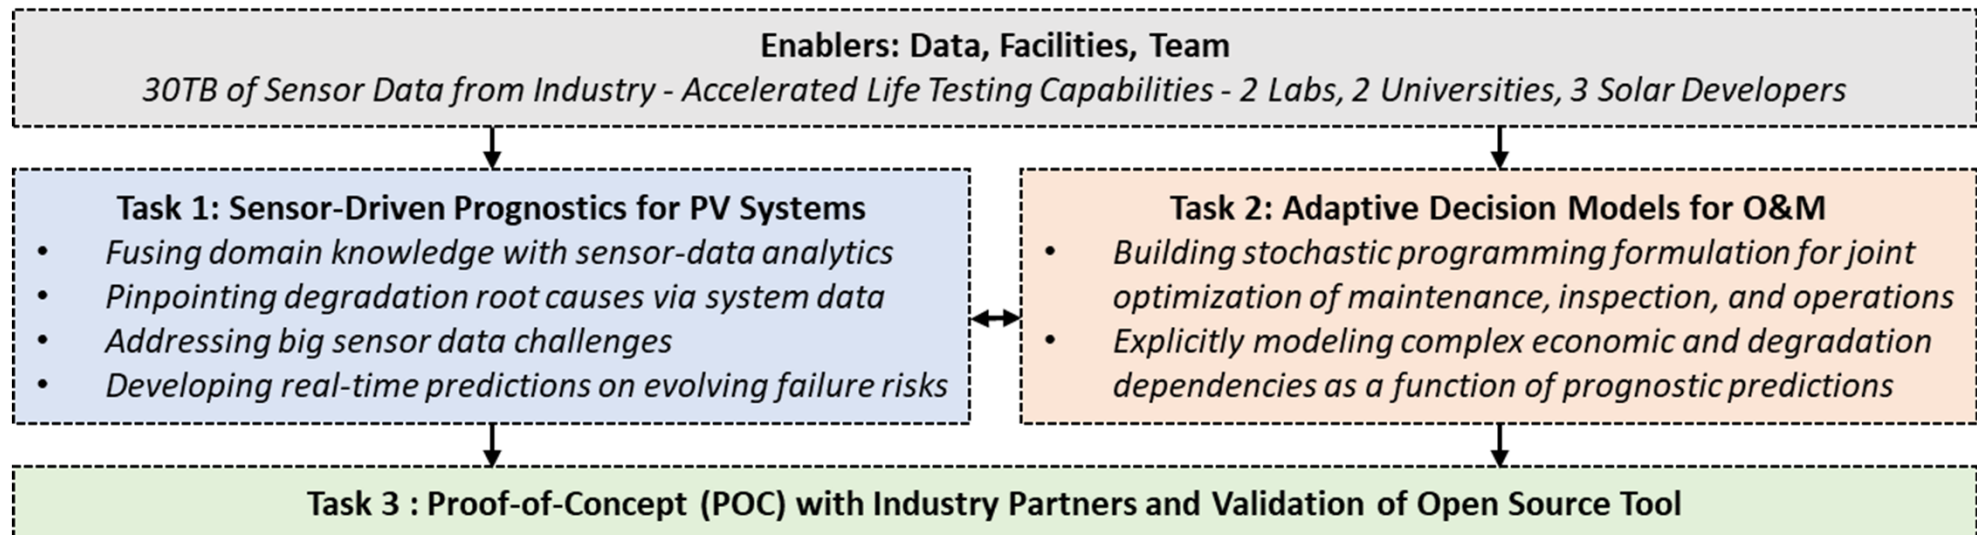 Enablers: Data, Facilities, Team
30TB of Sensor Data from Industry - Accelerated Life Testing Capabilities - 2 Labs, 2 Universities, 3 Solar Developers
Task 1: Sensor-Driven Prognostics for PV Systems
• Fusing domain knowledge with sensor-data analytics
• Pinpointing degradation root causes via system data
• Addressing big sensor data challenges
• Developing real-time predictions on evolving failure risks
Task 2: Adaptive Decision Models for O&M
• Building stochastic programming formulation for joint
optimization of maintenance, inspection, and operations
• Explicitly modeling complex economic and degradation
dependencies as a function of prognostic predictions
Task 3 : Proof-of-Concept (POC) with Industry Partners and Validation of Open Source Tool